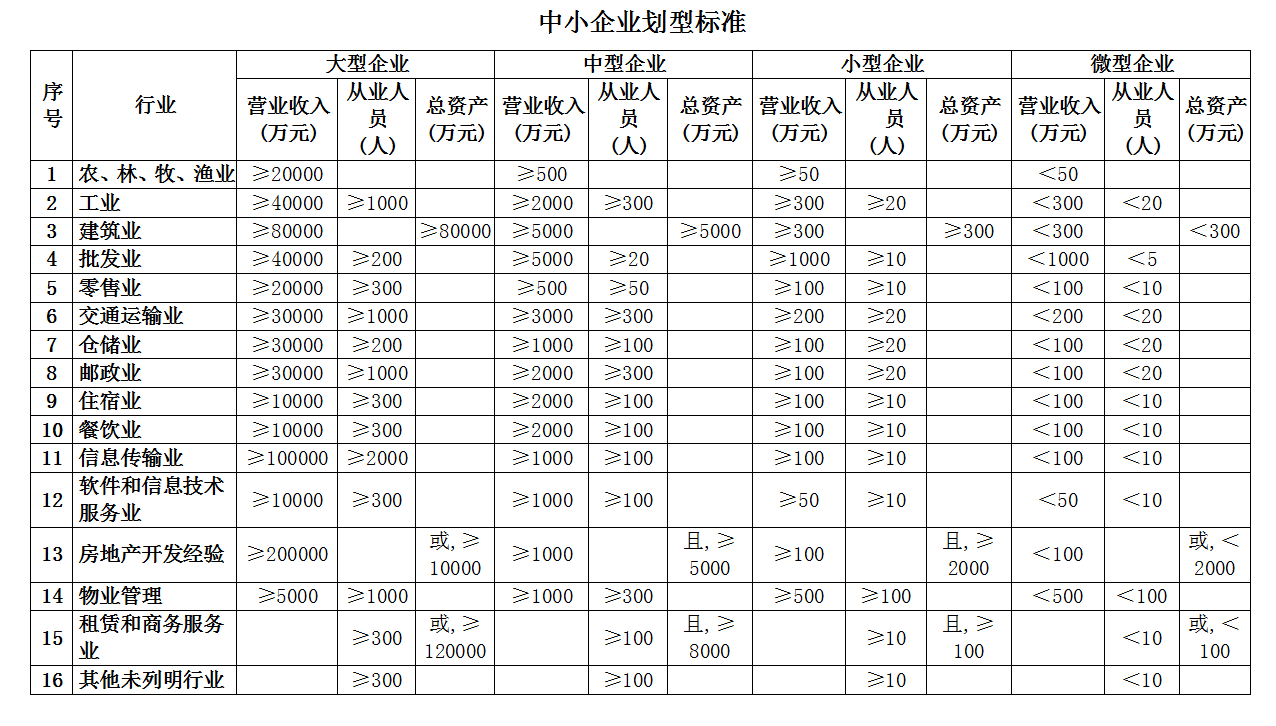 中小企业划型标准
序号 行业 大型企业 中型企业 小型企业 微型企业
营业收入(万元) 从业人员(人) 总资产(万元) 营业收入(万元) 从业人员(人) 总资产(万元) 营业收入(万元) 从业人员(人) 总资产(万元) 营业收入(万元) 从业人员(人) 总资产(万元)
1 农、林、牧、渔业 ≥20000 ≥500 ≥50 <50
2 工业 ≥40000 ≥1000 ≥2000 ≥300 ≥300 ≥20 <300 <20
3 建筑业 ≥80000 ≥80000 ≥5000 ≥5000 ≥300 ≥300 <300 <300
4 批发业 ≥40000 ≥200 ≥5000 ≥20 ≥1000 ≥10 <1000 <5
5 零售业 ≥20000 ≥300 ≥500 ≥50 ≥100 ≥10 <100 <10
6 交通运输业 ≥30000 ≥1000 ≥3000 ≥300 ≥200 ≥20 <200 <20
7 仓储业 ≥30000 ≥200 ≥1000 ≥100 ≥100 ≥20 <100 <20
8 邮政业 ≥30000 ≥1000 ≥2000 ≥300 ≥100 ≥20 <100 <20
9 住宿业 ≥10000 ≥300 ≥2000 ≥100 ≥100 ≥10 <100 <10
10 餐饮业 ≥10000 ≥300 ≥2000 ≥100 ≥100 ≥10 <100 <10
11 信息传输业 ≥100000 ≥2000 ≥1000 ≥100 ≥100 ≥10 <100 <10
12 软件和信息技术服务业 ≥10000 ≥300 ≥1000 ≥100 ≥50 ≥10 <50 <10
13 房地产开发经验 ≥200000 或,≥10000 ≥1000 且,≥5000 ≥100 且,≥2000 <100 或,<2000
14 物业管理 ≥5000 ≥1000 ≥1000 ≥300 ≥500 ≥100 <500 <100
15 租赁和商务服务业 ≥300 或,≥120000 ≥100 且,≥8000 ≥10 且,≥100 <10 或,<100
16 其他未列明行业 ≥300 ≥100 ≥10 <10